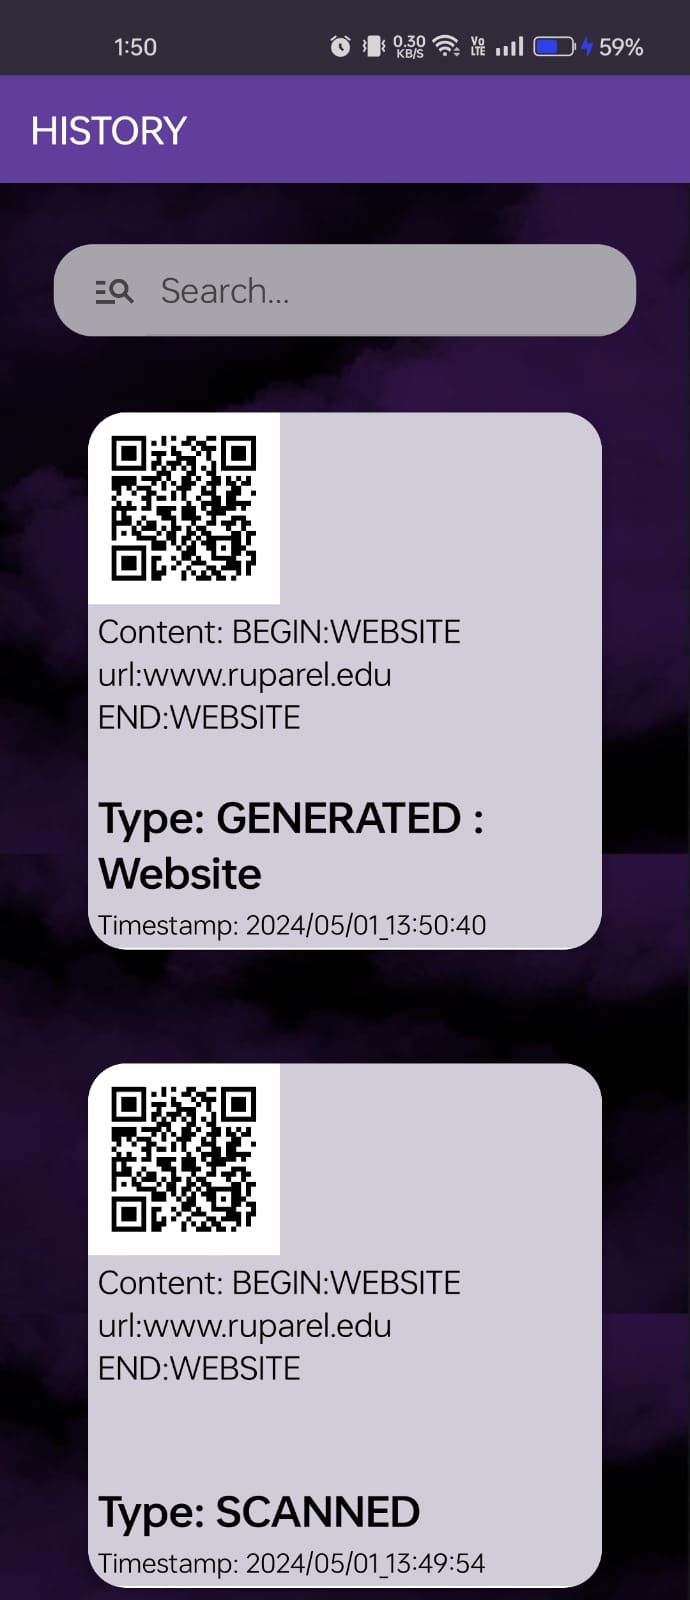 1:50
0.30
KB/S
Vo
LTE
59%
HISTORY
Search...
Content: BEGIN:WEBSITE
url:www.ruparel.edu
END:WEBSITE
Type: GENERATED :
Website
Timestamp: 2024/05/01_13:50:40
Content: BEGIN:WEBSITE
url:www.ruparel.edu
END:WEBSITE
Type: SCANNED
Timestamp: 2024/05/01_13:49:54